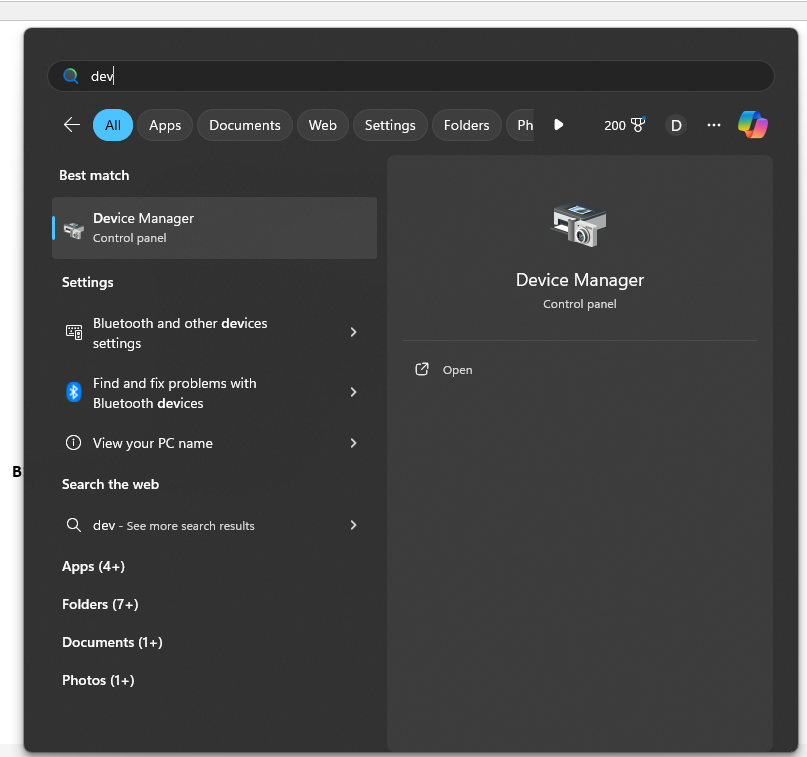 dev
All
Apps
Documents
Web
Settings
Folders
Ph
200
D
Best match
Device Manager
Control panel
Settings
Bluetooth and other devices
settings
Find and fix problems with
Bluetooth devices
View your PC name
Search the web
dev - See more search results
Apps (4+)
Folders (7+)
Documents (1+)
Photos (1+)
Device Manager
Control panel
Open
B